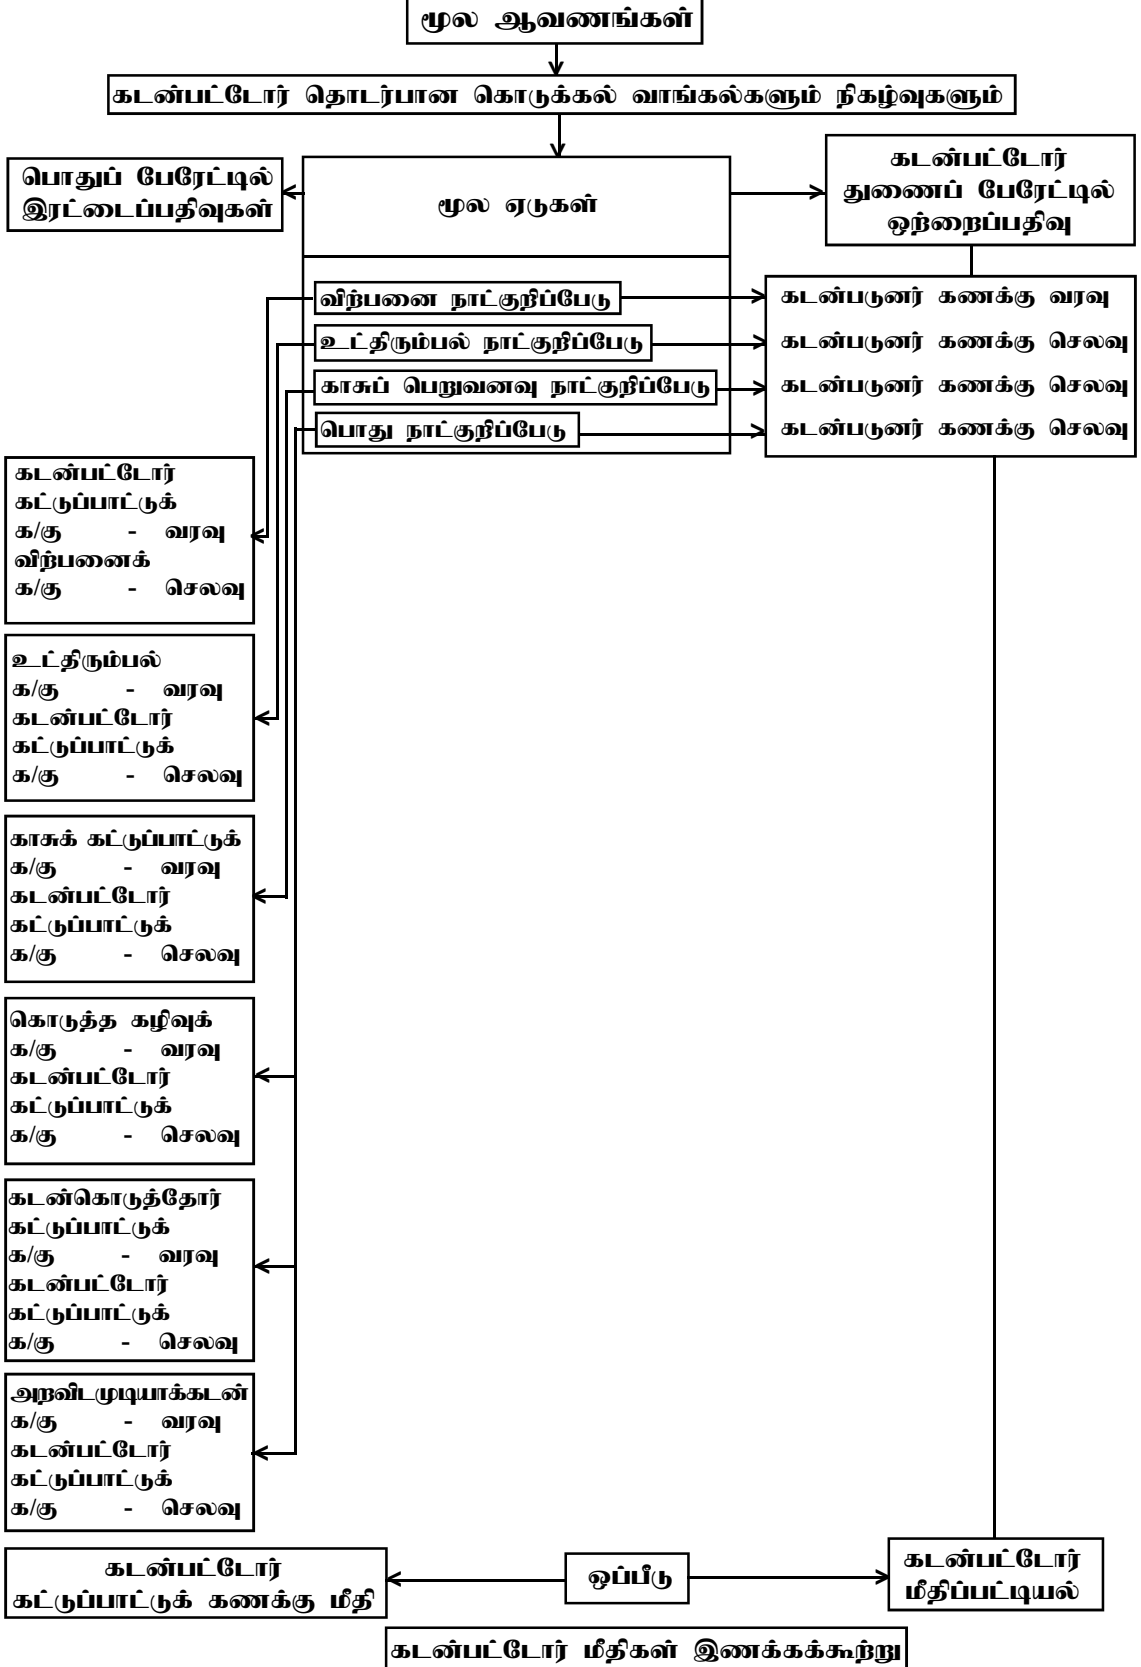 மூல ஆவணங்கள்
கடன்பட்டோர் தொடர்பான கொடுக்கல் வாங்கல்களும் நிகழ்வுகளும்
பொதுப் பேரேட்டில்
இரட்டைப்பதிவுகள்
மூல ஏடுகள்
கடன்பட்டோர்
துணைப் பேரேட்டில்
ஒற்றைப்பதிவு
விற்பனை நாட்குறிப்பேடு
உட்திரும்பல் நாட்குறிப்பேடு
காசுப் பெறுவனவு நாட்குறிப்பேடு
பொது நாட்குறிப்பேடு
கடன்படுனர் கணக்கு வரவு
கடன்படுனர் கணக்கு செலவு
கடன்படுனர் கணக்கு செலவு
கடன்படுனர் கணக்கு செலவு
கடன்பட்டோர்
கட்டுப்பாட்டுக்
க/கு - வரவு
விற்பனைக்
க/கு - செலவு
உட்திரும்பல்
க/கு - வரவு
கடன்பட்டோர்
கட்டுப்பாட்டுக்
க/கு - செலவு
காசுக் கட்டுப்பாட்டுக்
க/கு - வரவு
கடன்பட்டோர்
கட்டுப்பாட்டுக்
க/கு - செலவு
கொடுத்த கழிவுக்
க/கு - வரவு
கடன்பட்டோர்
கட்டுப்பாட்டுக்
க/கு - செலவு
கடன்கொடுத்தோர்
கட்டுப்பாட்டுக்
க/கு - வரவு
கடன்பட்டோர்
கட்டுப்பாட்டுக்
க/கு - செலவு
அறவிடமுடியாக்கடன்
க/கு - வரவு
கடன்பட்டோர்
கட்டுப்பாட்டுக்
க/கு - செலவு
கடன்பட்டோர்
கட்டுப்பாட்டுக் கணக்கு மீதி
ஒப்பீடு
கடன்பட்டோர்
மீதிப்பட்டியல்
கடன்பட்டோர் மீதிகள் இணக்கக்கூற்று